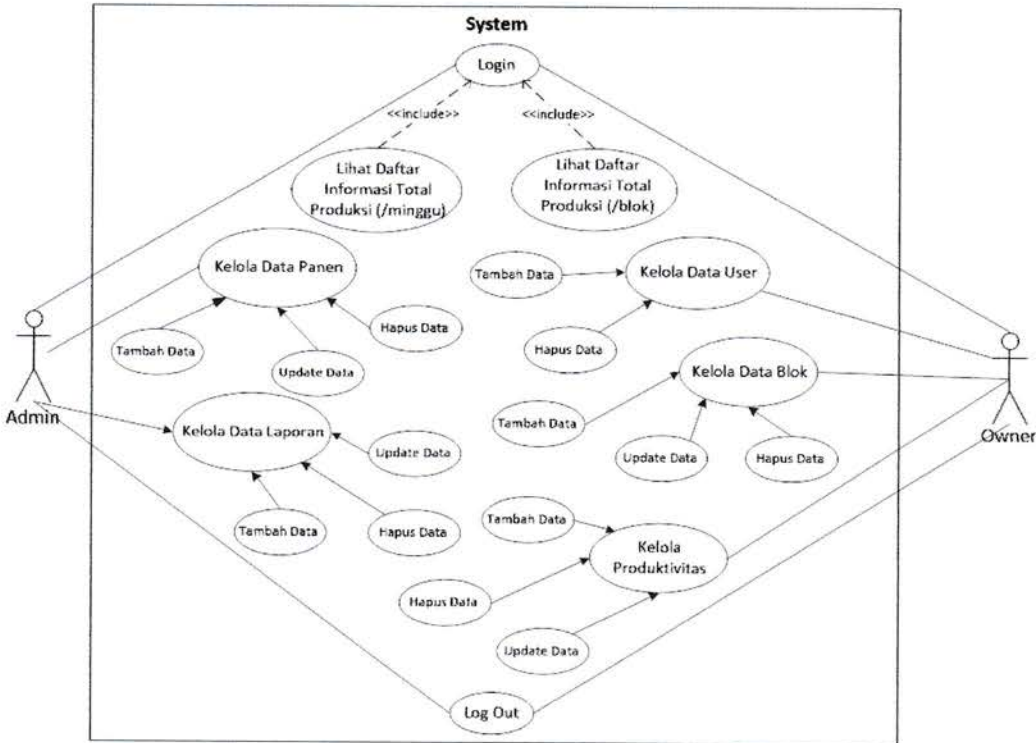 System
Login
<<include>>
<<include>>
Lihat Daftar
Informasi Total
Produksi (/minggu)
Lihat Daftar
Informasi Total
Produksi (/blok)
Kelola Data Panen
Tambah Data
Update Data
Hapus Data
Tambah Data
Kelola Data User
Hapus Data
Kelola Data Blok
Tambah Data
Update Data
Hapus Data
Admin
Owner
Kelola Data Laporan
Update Data
Tambah Data
Hapus Data
Tambah Data
Kelola
Produktivitas
Hapus Data
Update Data
Log Out